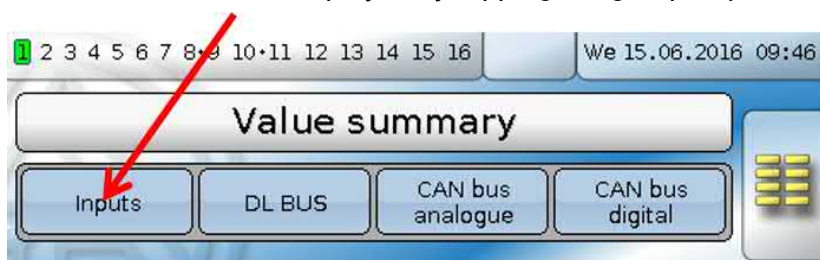 1 2 3 4 5 6 7 8·9 10·11 12 13 14 15 16 We 15.06.2016 09:46
Value summary
Inputs DL BUS CAN bus analogue CAN bus digital